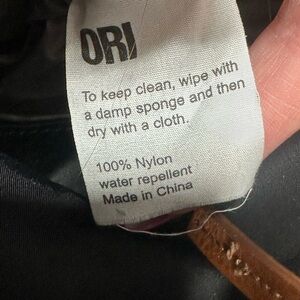 ORI
To keep clean, wipe with
a damp sponge and then
dry with a cloth.
100% Nylon
water repellent
Made in China